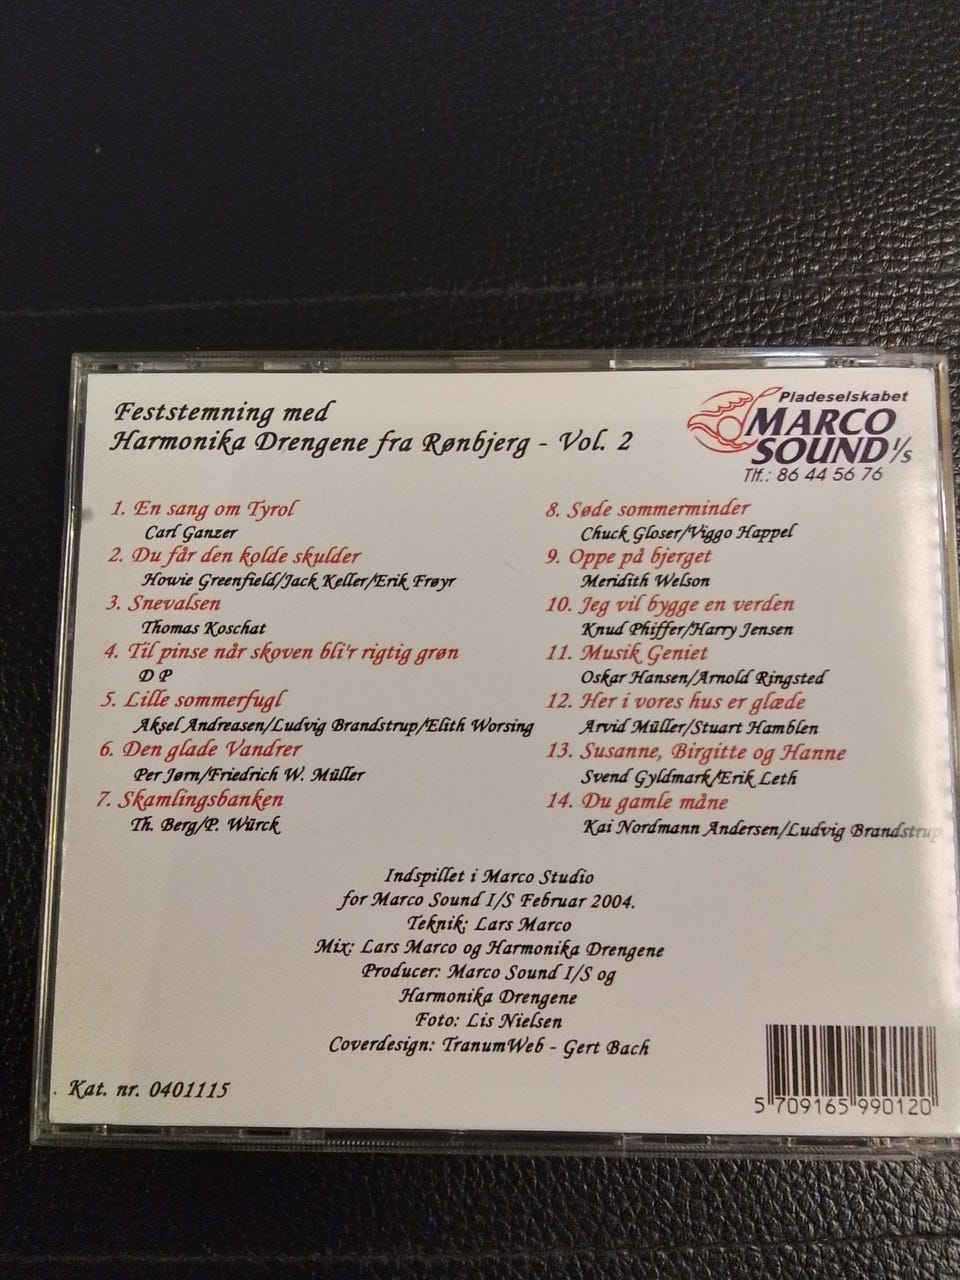 Feststemning med
Harmonika Drengene fra Rønbjerg - Vol. 2
Pladeselskabet
MARCO
SOUND I/S
Tlf.: 86 44 56 76
1. En sang om Tyrol
Carl Ganzer
2. Du får den kolde skulder
Howie Greenfield/Jack Keller/Erik Frøyr
3. Snevalsen
Thomas Koschat
4. Til pinse når skoven bli'r rigtig grøn
D P
5. Lille sommerfugl
Aksel Andreasen/Ludvig Brandstrup/Elith Worsing
6. Den glade Vandrer
Per Jørn/Friedrich W. Müller
7. Skamlingsbanken
Th. Berg/P. Würck
8. Søde sommerminder
Chuck Gloser/Viggo Happel
9. Oppe på bjerget
Meridith Welson
10. Jeg vil bygge en verden
Knud Phiffer/Harry Jensen
11. Musik Geniet
Oskar Hansen/Arnold Ringsted
12. Her i vores hus er glæde
Arvid Müller/Stuart Hamblen
13. Susanne, Birgitte og Hanne
Svend Gyldmark/Erik Leth
14. Du gamle måne
Kai Nordmann Andersen/Ludvig Brandstrup
Indspillet i Marco Studio
for Marco Sound I/S Februar 2004.
Teknik: Lars Marco
Mix: Lars Marco og Harmonika Drengene
Producer: Marco Sound I/S og
Harmonika Drengene
Foto: Lis Nielsen
Coverdesign: TranumWeb - Gert Bach
Kat. nr. 0401115
5 709165 990120